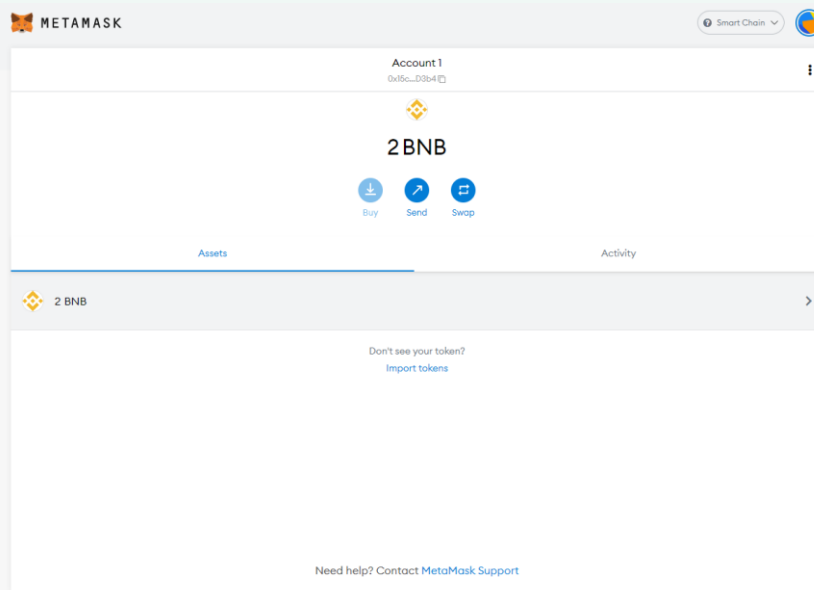 METAMASK
Smart Chain
Account 1
0x15c...D3b4
2 BNB
Buy
Send
Swap
Assets
Activity
2 BNB
Don't see your token?
Import tokens
Need help? Contact MetaMask Support